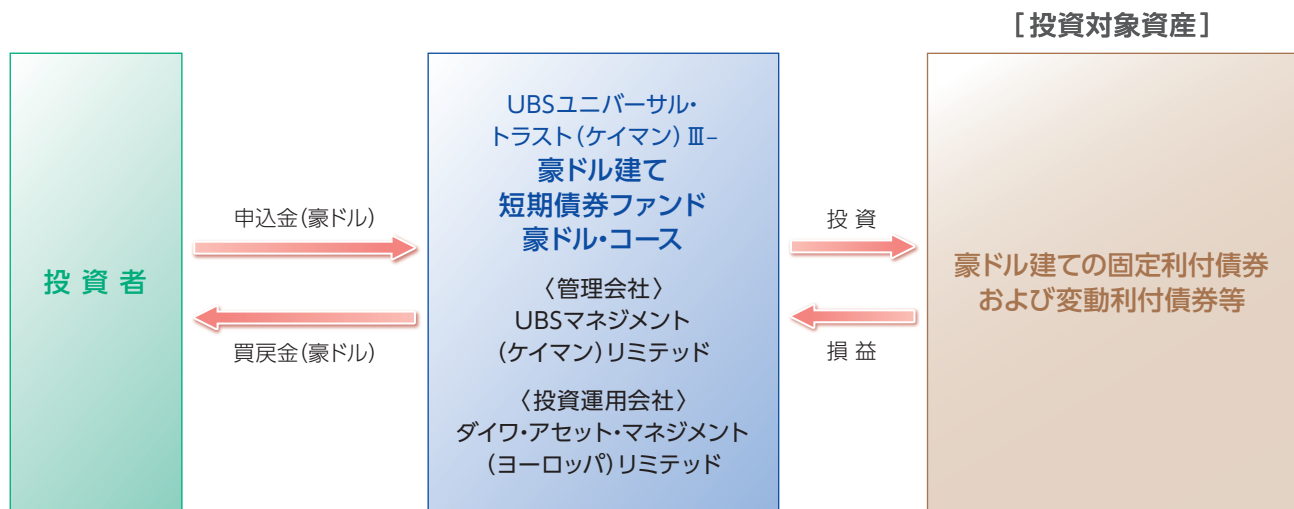 [投資対象資産]
投資者
申込金(豪ドル)
買戻金(豪ドル)
UBSユニバーサル・
トラスト(ケイマン)Ⅲ–
豪ドル建て
短期債券ファンド
豪ドル・コース
〈管理会社〉
UBSマネジメント
(ケイマン)リミテッド
〈投資運用会社〉
ダイワ・アセット・マネジメント
(ヨーロッパ)リミテッド
投資
損益
豪ドル建ての固定利付債券
および変動利付債券等